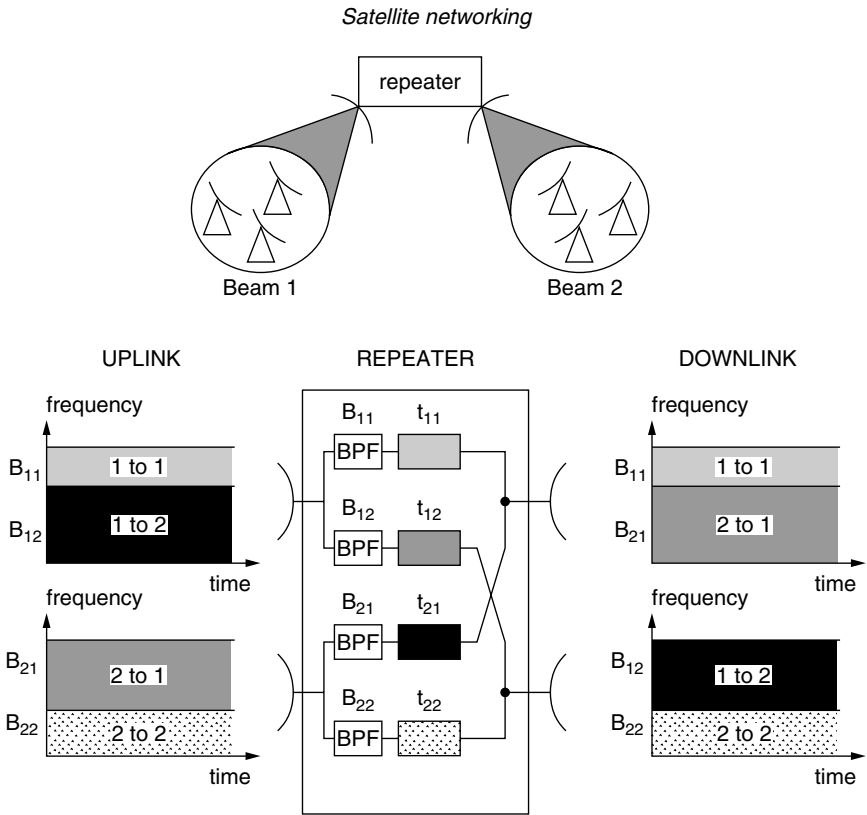 Satellite networking
repeater
Beam 1 Beam 2
UPLINK REPEATER DOWNLINK
frequency
B₁₁ 1 to 1
B₁₂ 1 to 2
time
frequency
B₂₁ 2 to 1
B₂₂ 2 to 2
time
B₁₁ t₁₁
BPF
B₁₂ t₁₂
BPF
B₂₁ t₂₁
BPF
B₂₂ t₂₂
BPF
frequency
B₁₁ 1 to 1
B₂₁ 2 to 1
time
frequency
B₁₂ 1 to 2
B₂₂ 2 to 2
time